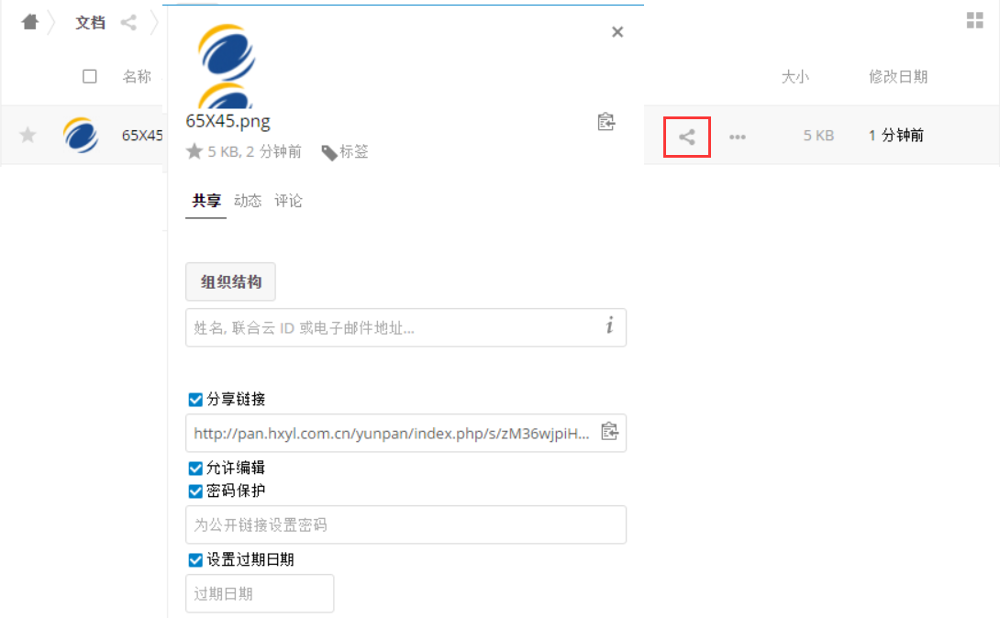 文档
名称
大小
修改日期
65X45
5 KB
1 分钟前
65X45.png
5 KB, 2 分钟前
标签
共享 动态 评论
组织结构
姓名, 联合云 ID 或电子邮件地址...
分享链接
http://pan.hxyl.com.cn/yunpan/index.php/s/zM36wjpiH...
允许编辑
密码保护
为公开链接设置密码
设置过期日期
过期日期